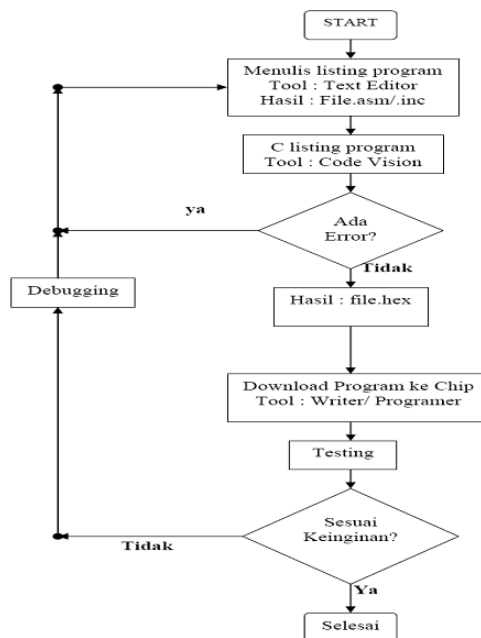 START
Menulis listing program
Tool : Text Editor
Hasil : File.asm/.inc
C listing program
Tool : Code Vision
ya
Ada
Error?
Tidak
Debugging
Hasil : file.hex
Download Program ke Chip
Tool : Writer/ Programer
Testing
Sesuai
Keinginan?
Tidak
Ya
Selesai